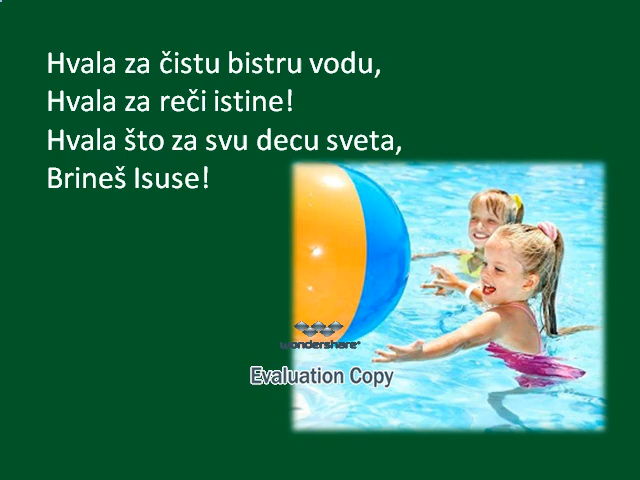 Hvala za čistu bistru vodu,
Hvala za reči istine!
Hvala što za svu decu sveta,
Brineš Isuse!
wondershare
Evaluation Copy